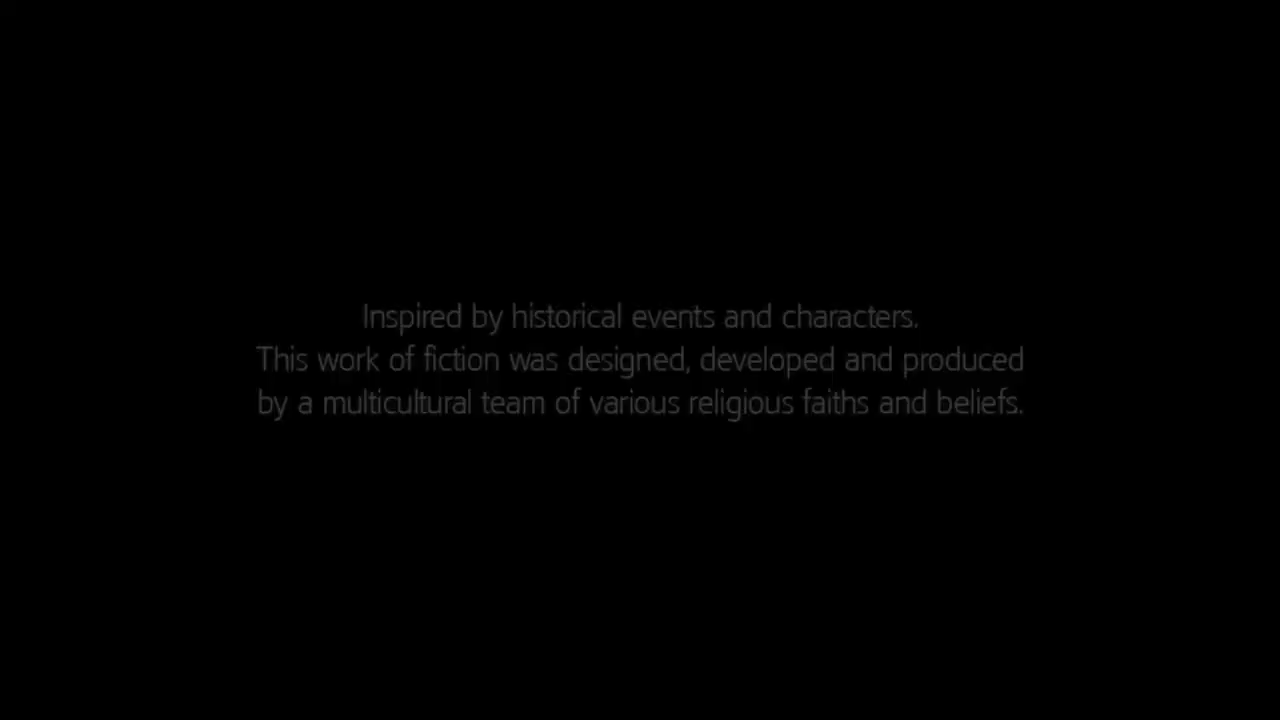 Inspired by historical events and characters.
This work of fiction was designed, developed and produced
by a multicultural team of various religious faiths and beliefs.